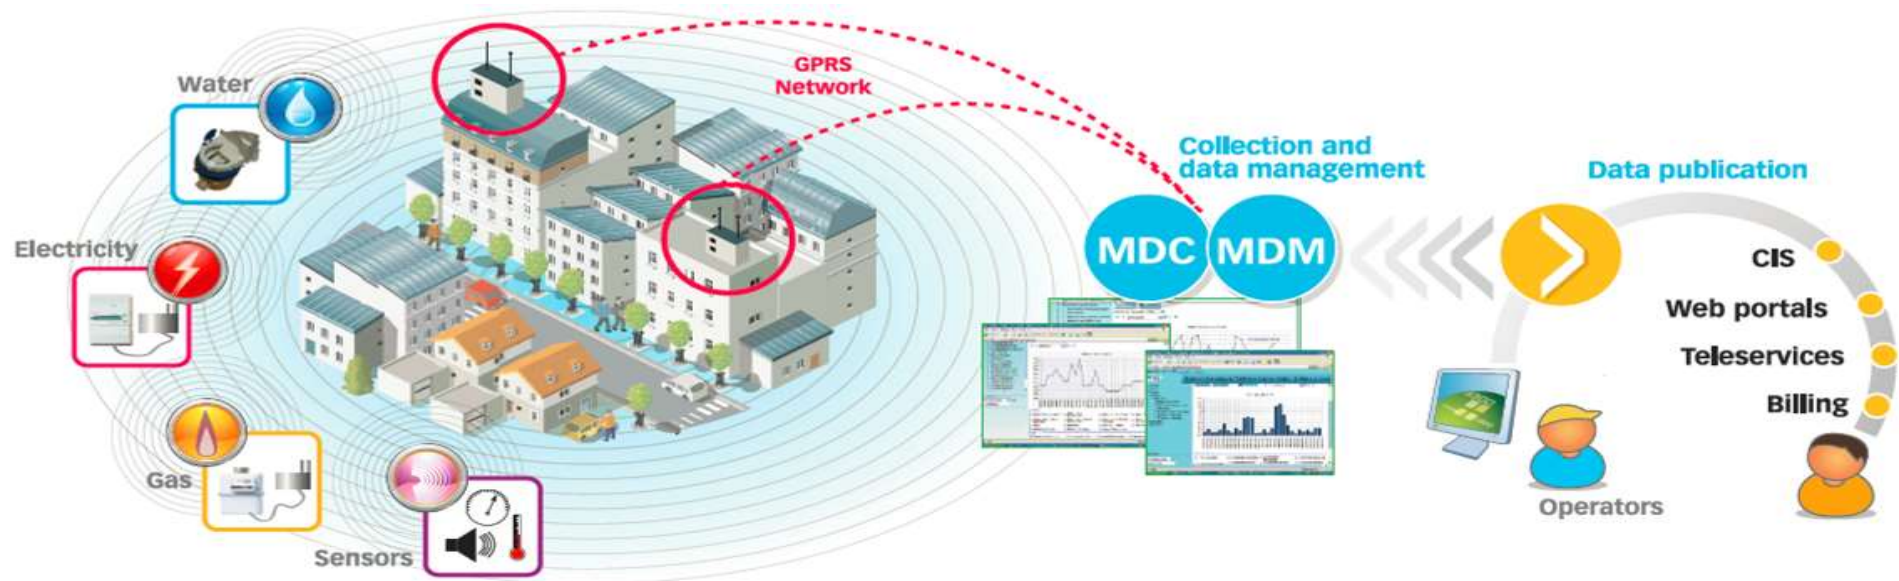 Water
Electricity
Gas
Sensors
GPRS
Network
Collection and
data management
MDC
MDM
Data publication
CIS
Web portals
Teleservices
Billing
Operators